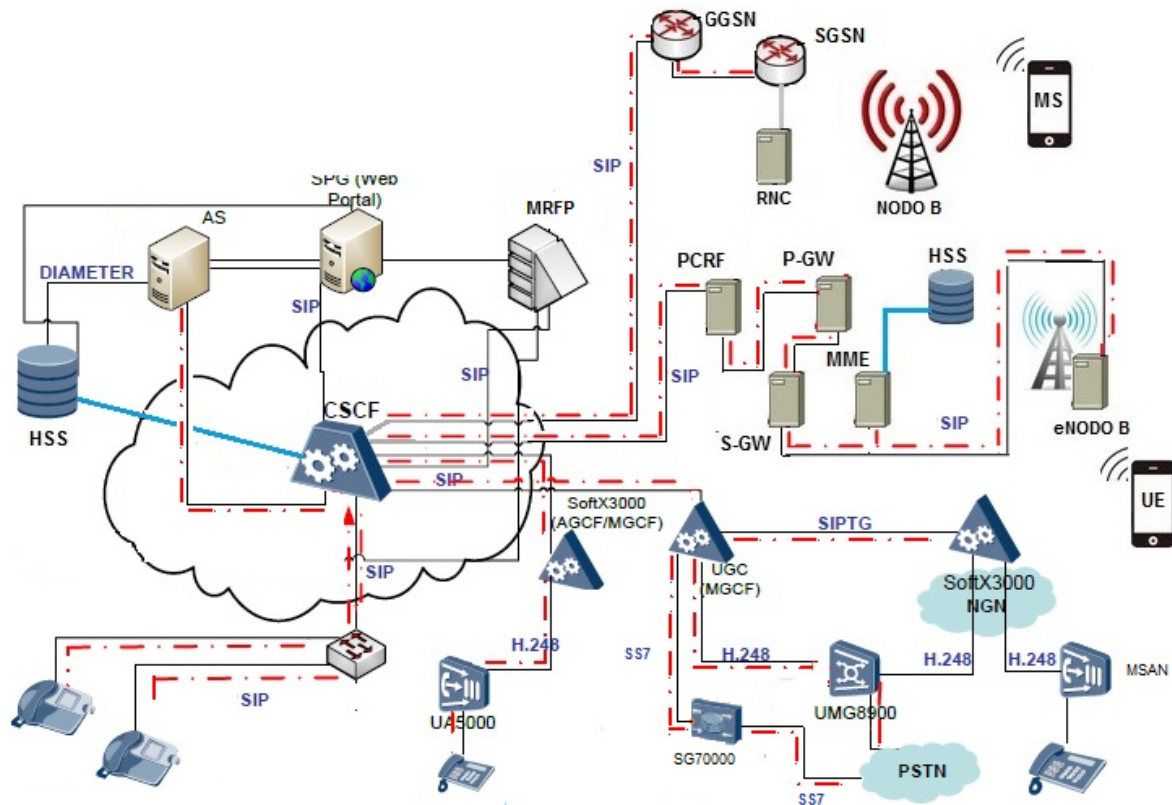 GGSN
SGSN
MS
SIP
RNC
NODO B
SPG (Web
Portal)
AS
MRFP
DIAMETER
SIP
PCRF
P-GW
HSS
MME
SIP
SIP
HSS
CSCF
S-GW
SIP
eNODO B
SIP
UE
SoftX3000
(AGCF/MGCF)
SIPTG
UGC
(MGCF)
SoftX3000
NGN
SIP
H.248
SS7
H.248
H.248
H.248
MSAN
SIP
UA5000
UMG8900
SG70000
PSTN
SS7